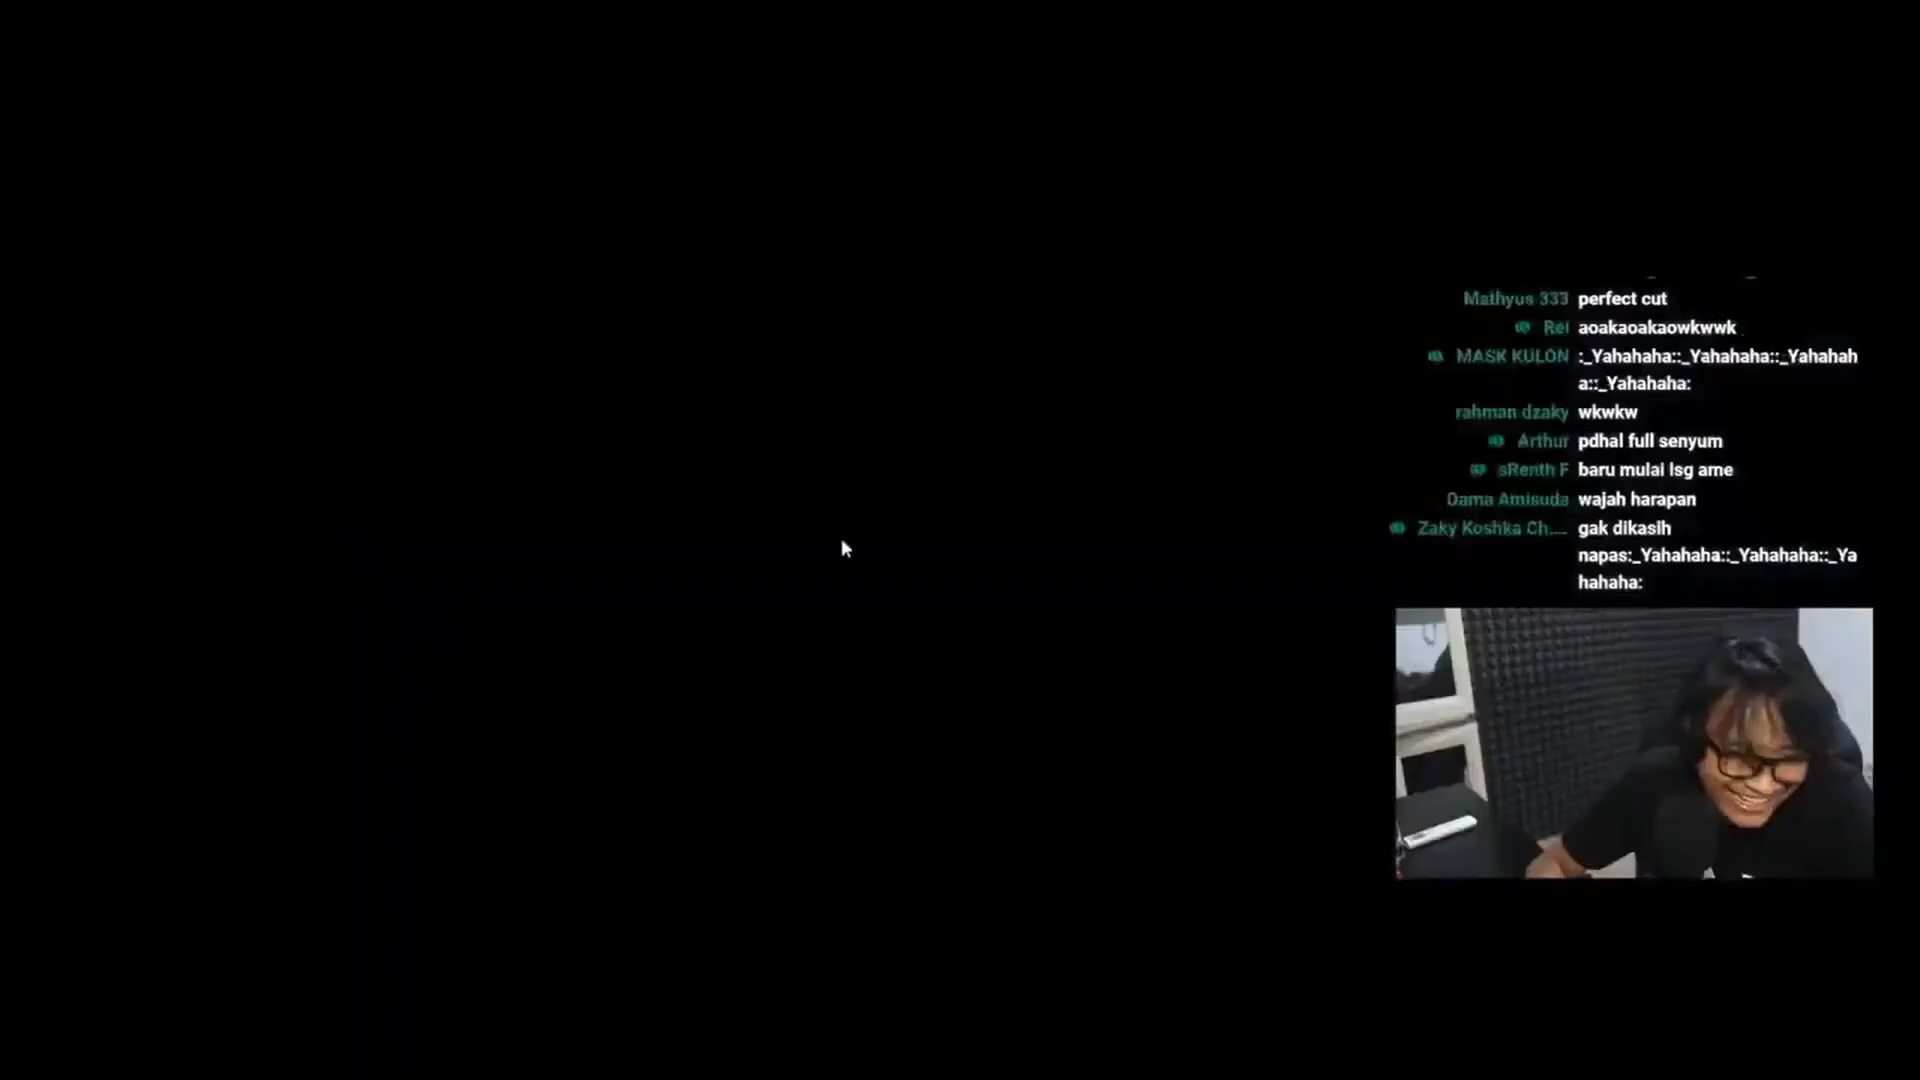 Mathyus 333 perfect cut
Rei aoakaoakaowkwwk
MASK KULON :_Yahahaha::_Yahahaha::_Yahahah
a::_Yahahaha:
rahman dzaky wkwkw
Arthur pdhal full senyum
sRenth F baru mulai lsg ame
Dama Amisuda wajah harapan
Zaky Koshka Ch.... gak dikasih
napas:_Yahahaha::_Yahahaha::_Ya
hahaha: